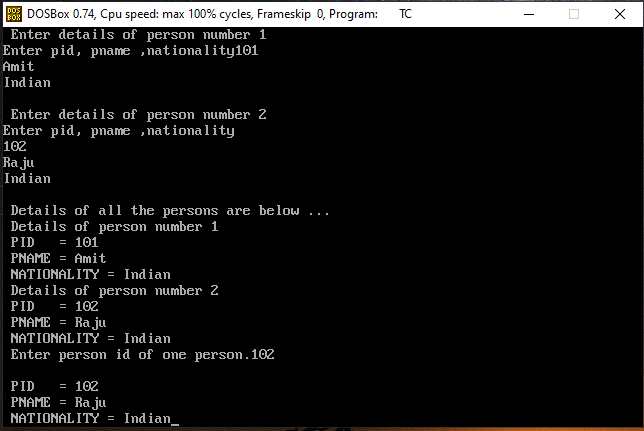 DOS BOX DOSBox 0.74, Cpu speed: max 100% cycles, Frameskip 0, Program: TC
Enter details of person number 1
Enter pid, pname ,nationality101
Amit
Indian
Enter details of person number 2
Enter pid, pname ,nationality
102
Raju
Indian
Details of all the persons are below ...
Details of person number 1
PID = 101
PNAME = Amit
NATIONALITY = Indian
Details of person number 2
PID = 102
PNAME = Raju
NATIONALITY = Indian
Enter person id of one person.102
PID = 102
PNAME = Raju
NATIONALITY = Indian_